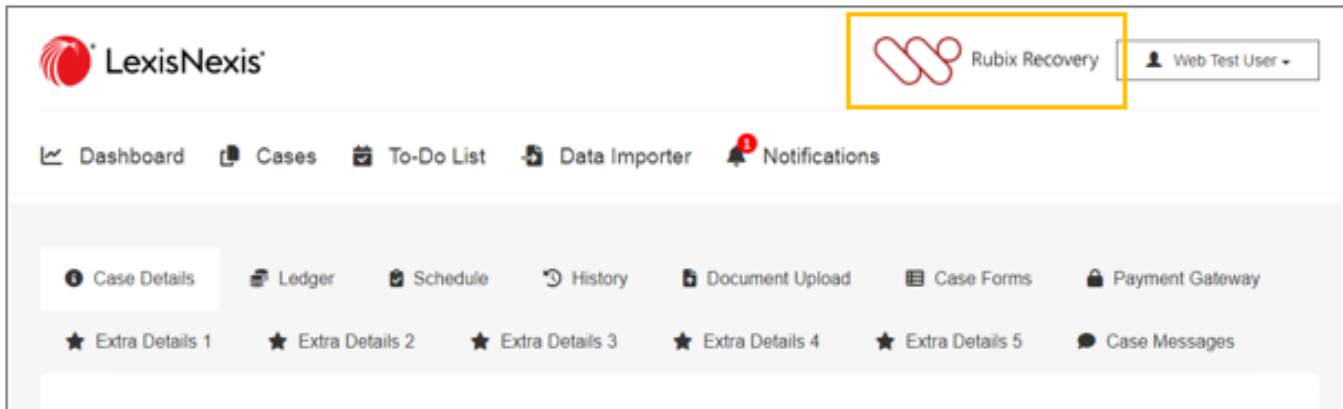 LexisNexis® Rubix Recovery Web Test User
Dashboard Cases To-Do List Data Importer 1 Notifications
Case Details Ledger Schedule History Document Upload Case Forms Payment Gateway
Extra Details 1 Extra Details 2 Extra Details 3 Extra Details 4 Extra Details 5 Case Messages